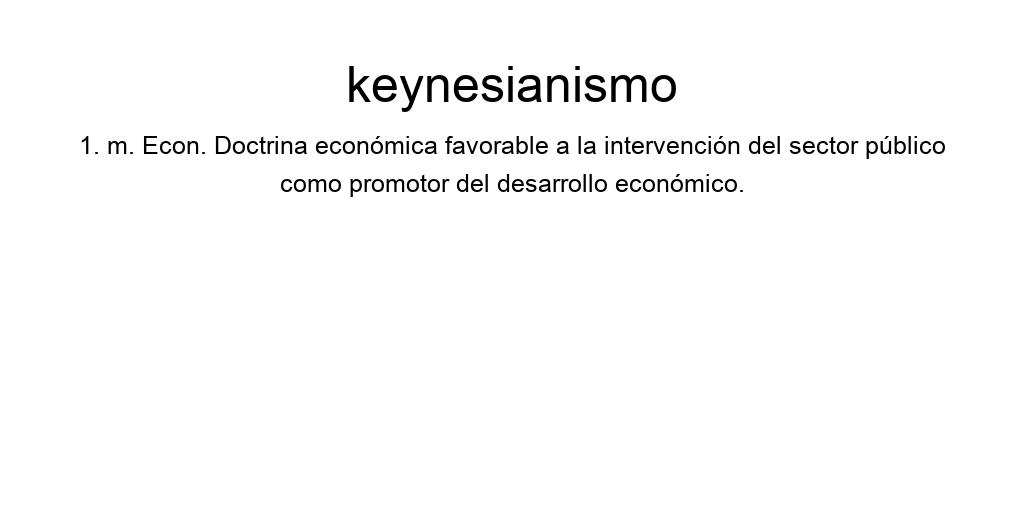 keynesianismo
1. m. Econ. Doctrina económica favorable a la intervención del sector público
como promotor del desarrollo económico.